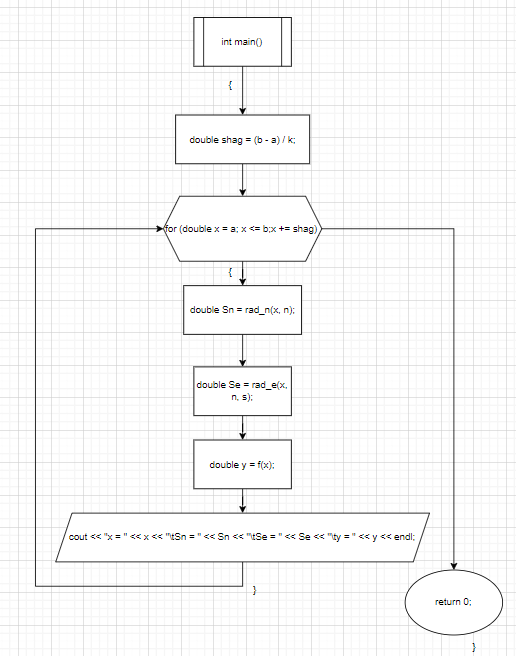 int main()
{
double shag = (b - a) / k;
for (double x = a; x <= b;x += shag)
{
double Sn = rad_n(x, n);
double Se = rad_e(x,
n, s);
double y = f(x);
cout << "x = " << x << "\tSn = " << Sn << "\tSe = " << Se << "\ty = " << y << endl;
}
return 0;
}